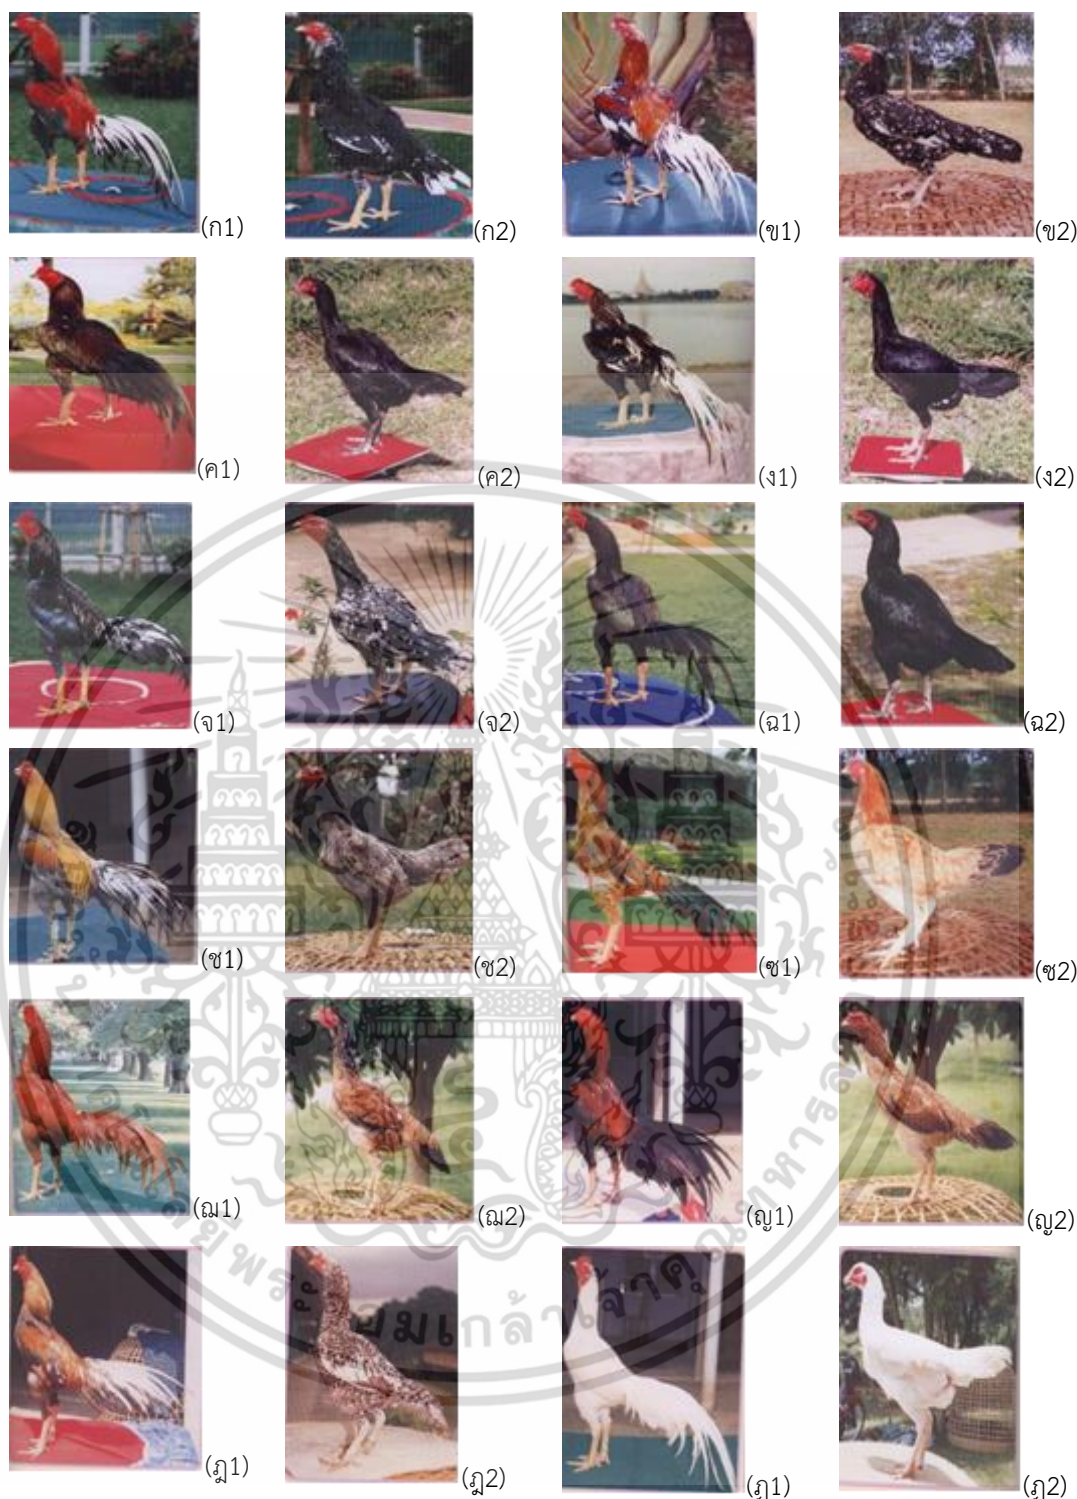 (ก1) (ก2) (ข1) (ข2)
(ค1) (ค2) (ง1) (ง2)
(จ1) (จ2) (ฉ1) (ฉ2)
(ช1) (ช2) (ซ1) (ซ2)
(ฌ1) (ฌ2) (ญ1) (ญ2)
(ฎ1) (ฎ2) (ฏ1) (ฏ2)